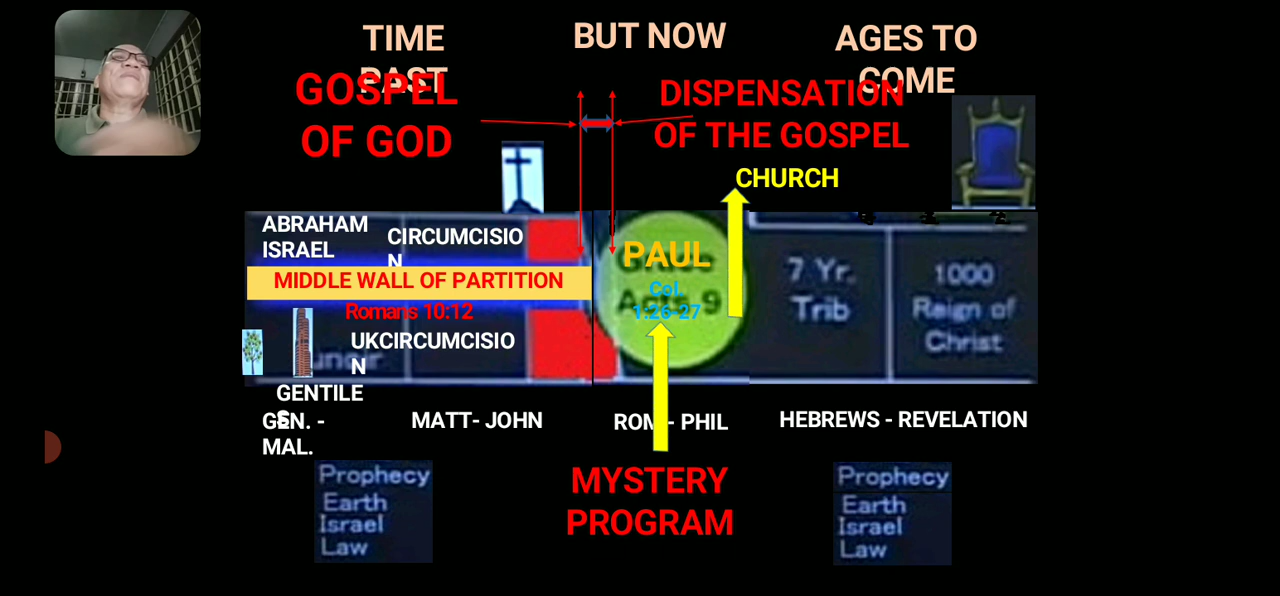 TIME
PAST
BUT NOW
AGES TO
COME
GOSPEL
OF GOD
DISPENSATION
OF THE GOSPEL
CHURCH
ABRAHAM
ISRAEL
CIRCUMCISIO
N
MIDDLE WALL OF PARTITION
Romans 10:12
UKCIRCUMCISIO
N
GENTILE
S
GEN. -
MAL.
MATT- JOHN
PAUL
Col.
1:26-27
Acts 9
7 Yr.
Trib
1000
Reign of
Christ
ROM - PHIL
HEBREWS - REVELATION
MYSTERY
PROGRAM
Prophecy
Earth
Israel
Law
Prophecy
Earth
Israel
Law